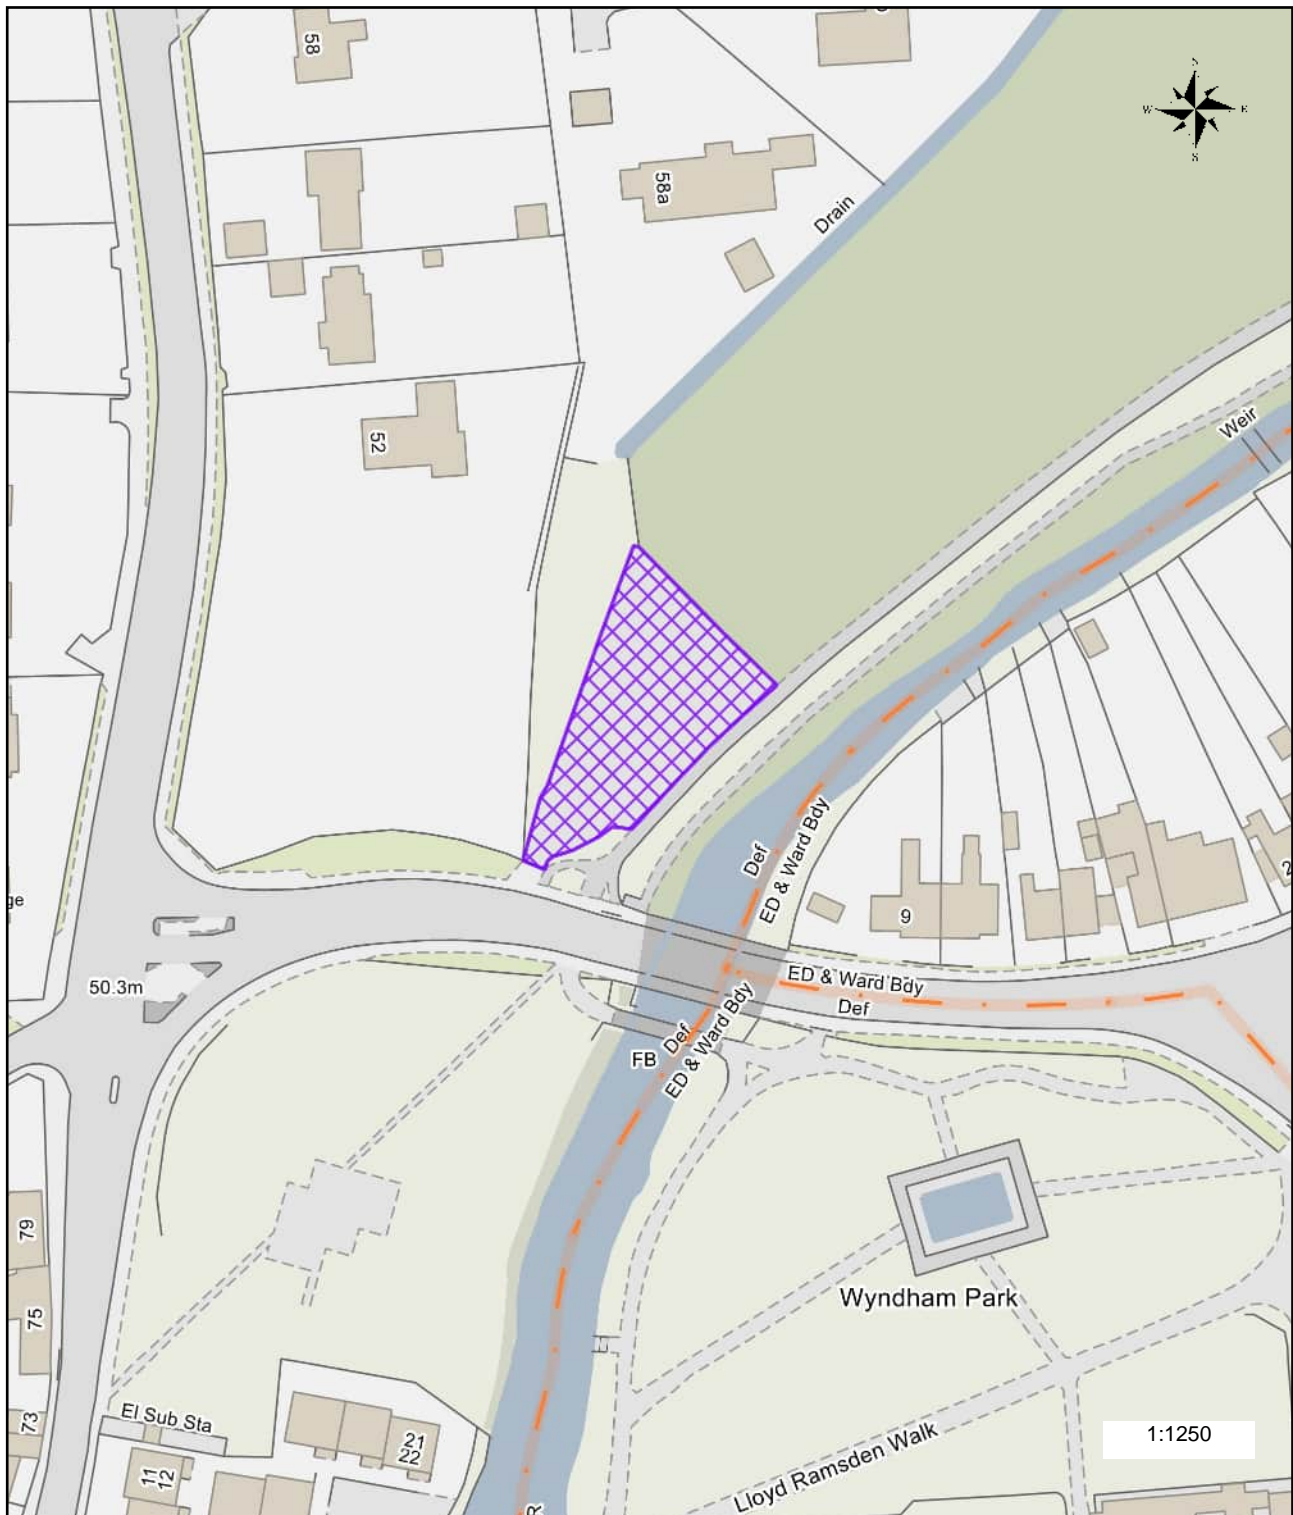 58
S
W
E
S
58a
Drain
52
Weir
Def
ED & Ward Bdy
9
ED & Ward Bdy
Def
50.3m
Def
ED & Ward Bdy
FB
79
75
73
Wyndham Park
El Sub Sta
21
22
11
12
Lloyd Ramsden Walk
1:1250